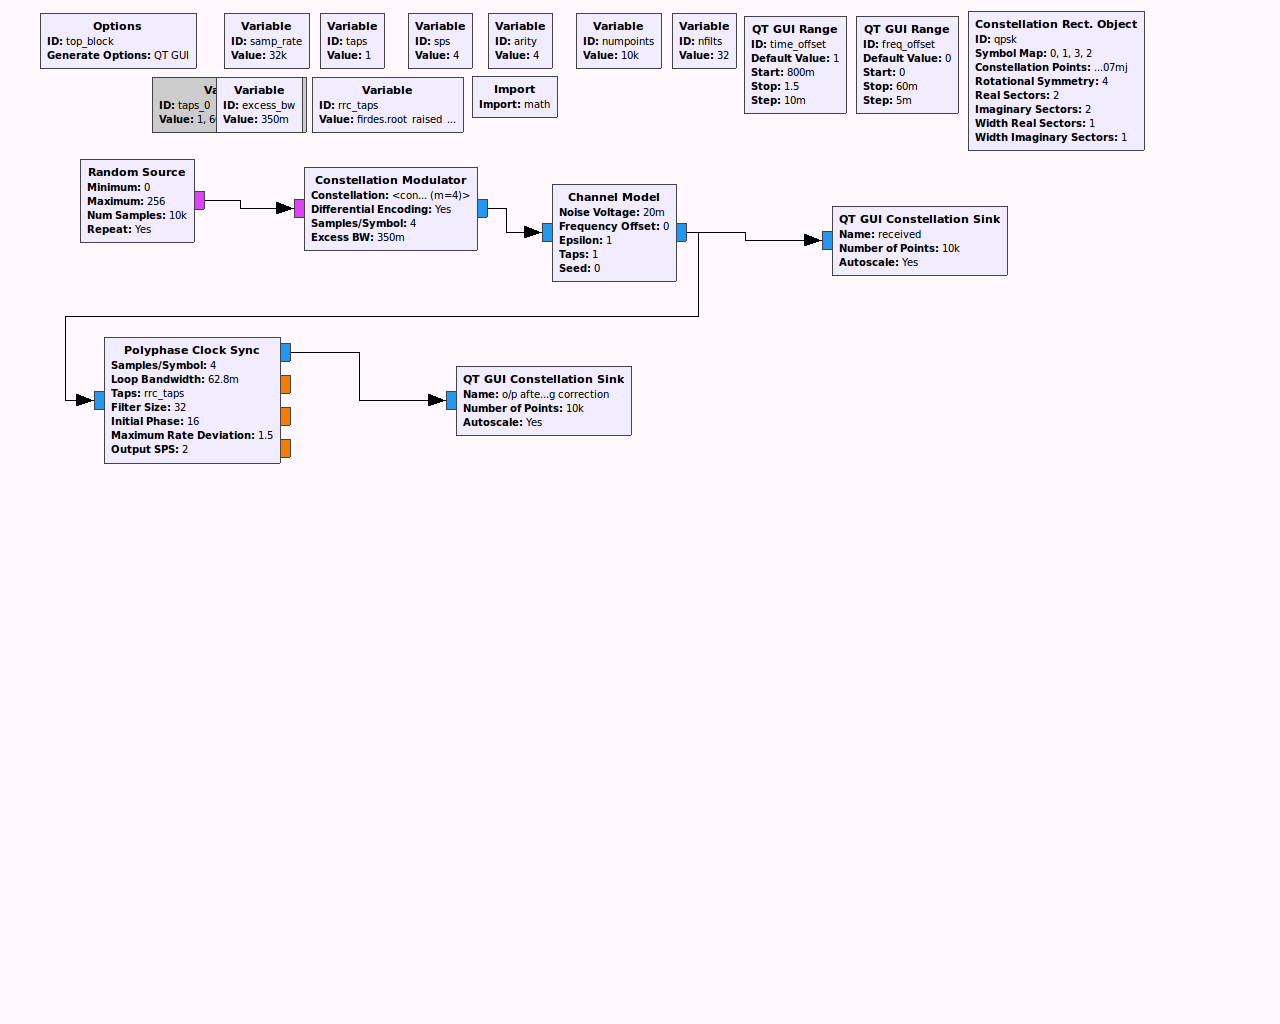 Options
ID: top_block
Generate Options: QT GUI
Variable
ID: samp_rate
Value: 32k
Variable
ID: taps
Value: 1
Variable
ID: sps
Value: 4
Variable
ID: arity
Value: 4
Variable
ID: numpoints
Value: 10k
Variable
ID: nfilts
Value: 32
QT GUI Range
ID: time_offset
Default Value: 1
Start: 800m
Stop: 1.5
Step: 10m
QT GUI Range
ID: freq_offset
Default Value: 0
Start: 0
Stop: 60m
Step: 5m
Constellation Rect. Object
ID: qpsk
Symbol Map: 0, 1, 3, 2
Constellation Points: ...07mj
Rotational Symmetry: 4
Real Sectors: 2
Imaginary Sectors: 2
Width Real Sectors: 1
Width Imaginary Sectors: 1
Va
ID: taps_0
Value: 1, 6
Variable
ID: excess_bw
Value: 350m
Variable
ID: rrc_taps
Value: firdes.root_raised_...
Import
Import: math
Random Source
Minimum: 0
Maximum: 256
Num Samples: 10k
Repeat: Yes
Constellation Modulator
Constellation: <con... (m=4)>
Differential Encoding: Yes
Samples/Symbol: 4
Excess BW: 350m
Channel Model
Noise Voltage: 20m
Frequency Offset: 0
Epsilon: 1
Taps: 1
Seed: 0
QT GUI Constellation Sink
Name: received
Number of Points: 10k
Autoscale: Yes
Polyphase Clock Sync
Samples/Symbol: 4
Loop Bandwidth: 62.8m
Taps: rrc_taps
Filter Size: 32
Initial Phase: 16
Maximum Rate Deviation: 1.5
Output SPS: 2
QT GUI Constellation Sink
Name: o/p afte...g correction
Number of Points: 10k
Autoscale: Yes